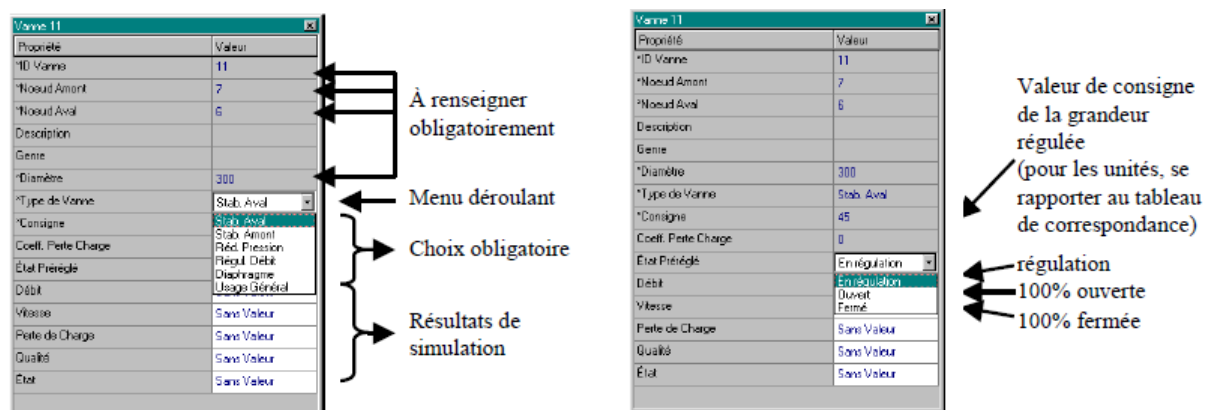 Vanne 11
Propriété Valeur
*ID Vanne 11
*Noeud Amont 7
*Noeud Aval 6
Description
Genre
*Diamètre 300
*Type de Vanne Stab. Aval
*Consigne Stab. Aval
Stab. Amont
Coeff. Perte Charge Réd. Pression
Régul. Débit
État Préréglé Diaphragme
Débit Usage Général
Vitesse Sans Valeur
Perte de Charge Sans Valeur
Qualité Sans Valeur
État Sans Valeur
À renseigner
obligatoirement
Menu déroulant
Choix obligatoire
Résultats de
simulation
Vanne 11
Propriété Valeur
*ID Vanne 11
*Noeud Amont 7
*Noeud Aval 6
Description
Genre
*Diamètre 300
*Type de Vanne Stab. Aval
*Consigne 45
Coeff. Perte Charge 0
État Préréglé En régulation
Débit En régulation
Ouvert
Vitesse Fermé
Perte de Charge Sans Valeur
Qualité Sans Valeur
État Sans Valeur
Valeur de consigne
de la grandeur
régulée
(pour les unités, se
rapporter au tableau
de correspondance)
régulation
100% ouverte
100% fermée